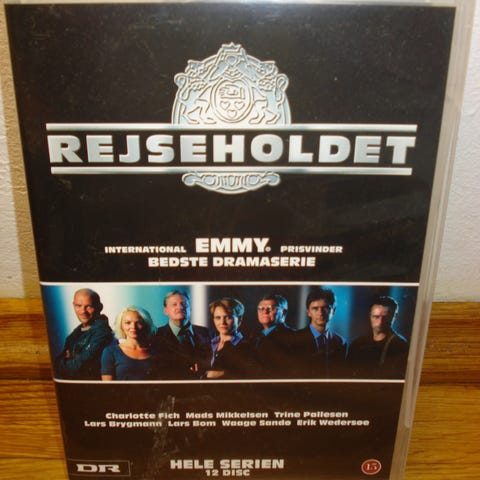 REJSEHOLDET
INTERNATIONAL EMMY® PRISVINDER
BEDSTE DRAMASERIE
Charlotte Fich Mads Mikkelsen Trine Pallesen
Lars Brygmann Lars Bom Waage Sandø Erik Wedersøe
DR HELE SERIEN 15
12 DISC